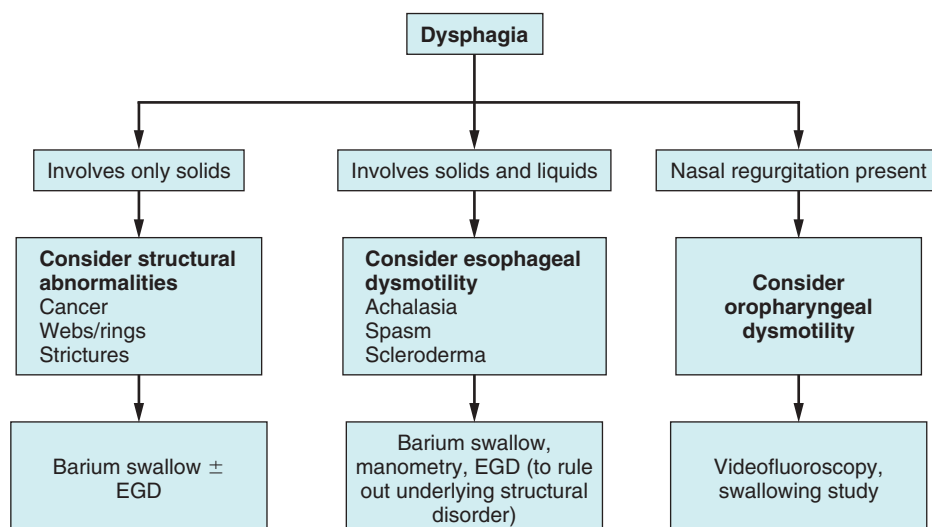 Dysphagia
Involves only solids
Involves solids and liquids
Nasal regurgitation present
Consider structural
abnormalities
Cancer
Webs/rings
Strictures
Consider esophageal
dysmotility
Achalasia
Spasm
Scleroderma
Consider
oropharyngeal
dysmotility
Barium swallow ±
EGD
Barium swallow,
manometry, EGD (to rule
out underlying structural
disorder)
Videofluoroscopy,
swallowing study